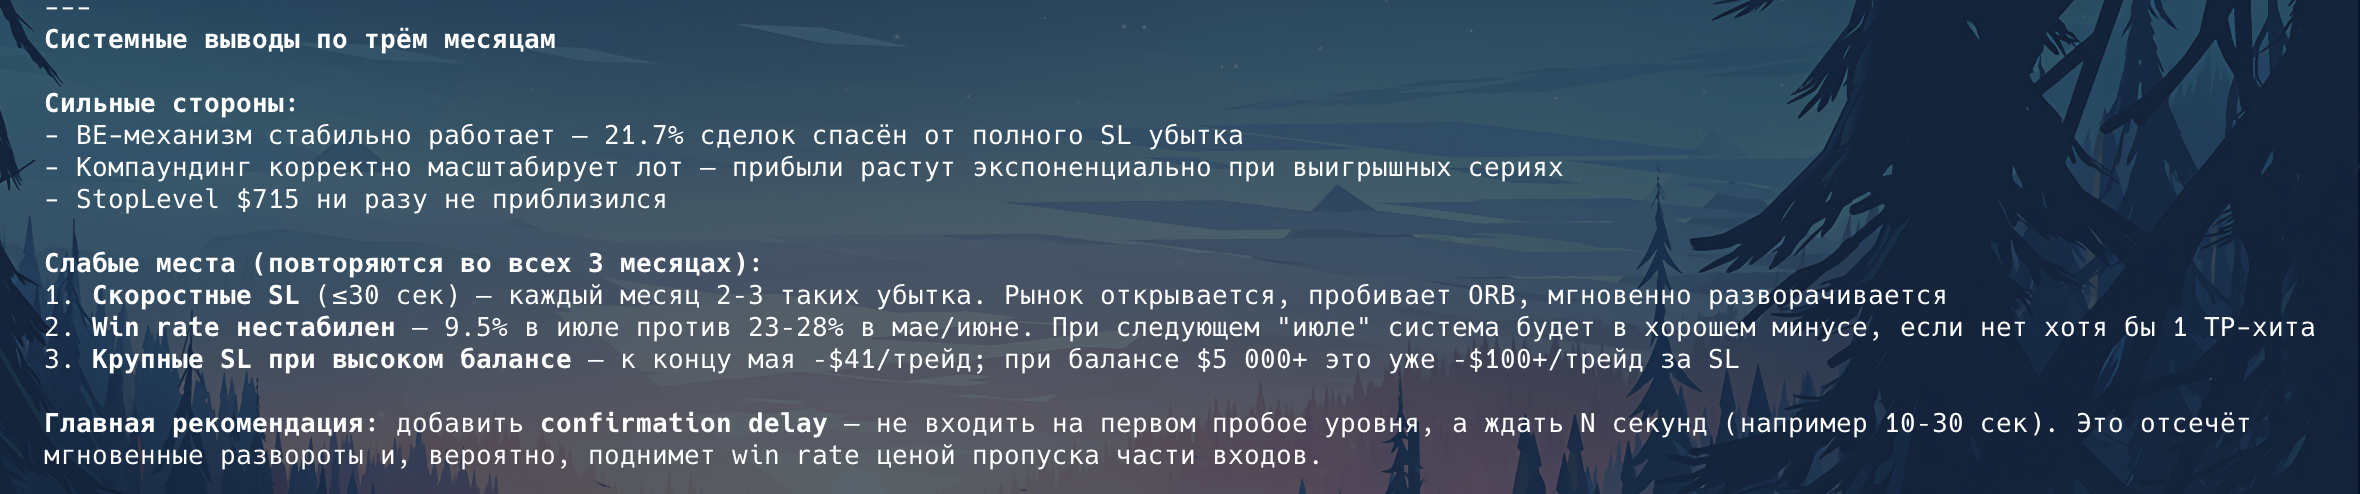 ---
Системные выводы по трём месяцам
Сильные стороны:
- BE-механизм стабильно работает — 21.7% сделок спасён от полного SL убытка
- Компаундинг корректно масштабирует лот — прибыли растут экспоненциально при выигрышных сериях
- StopLevel $715 ни разу не приблизился
Слабые места (повторяются во всех 3 месяцах):
1. Скоростные SL (≤30 сек) — каждый месяц 2-3 таких убытка. Рынок открывается, пробивает ORB, мгновенно разворачивается
2. Win rate нестабилен — 9.5% в июле против 23-28% в мае/июне. При следующем "июле" система будет в хорошем минусе, если нет хотя бы 1 TP-хита
3. Крупные SL при высоком балансе — к концу мая -$41/трейд; при балансе $5 000+ это уже -$100+/трейд за SL
Главная рекомендация: добавить confirmation delay — не входить на первом пробое уровня, а ждать N секунд (например 10-30 сек). Это отсечёт
мгновенные развороты и, вероятно, поднимет win rate ценой пропуска части входов.